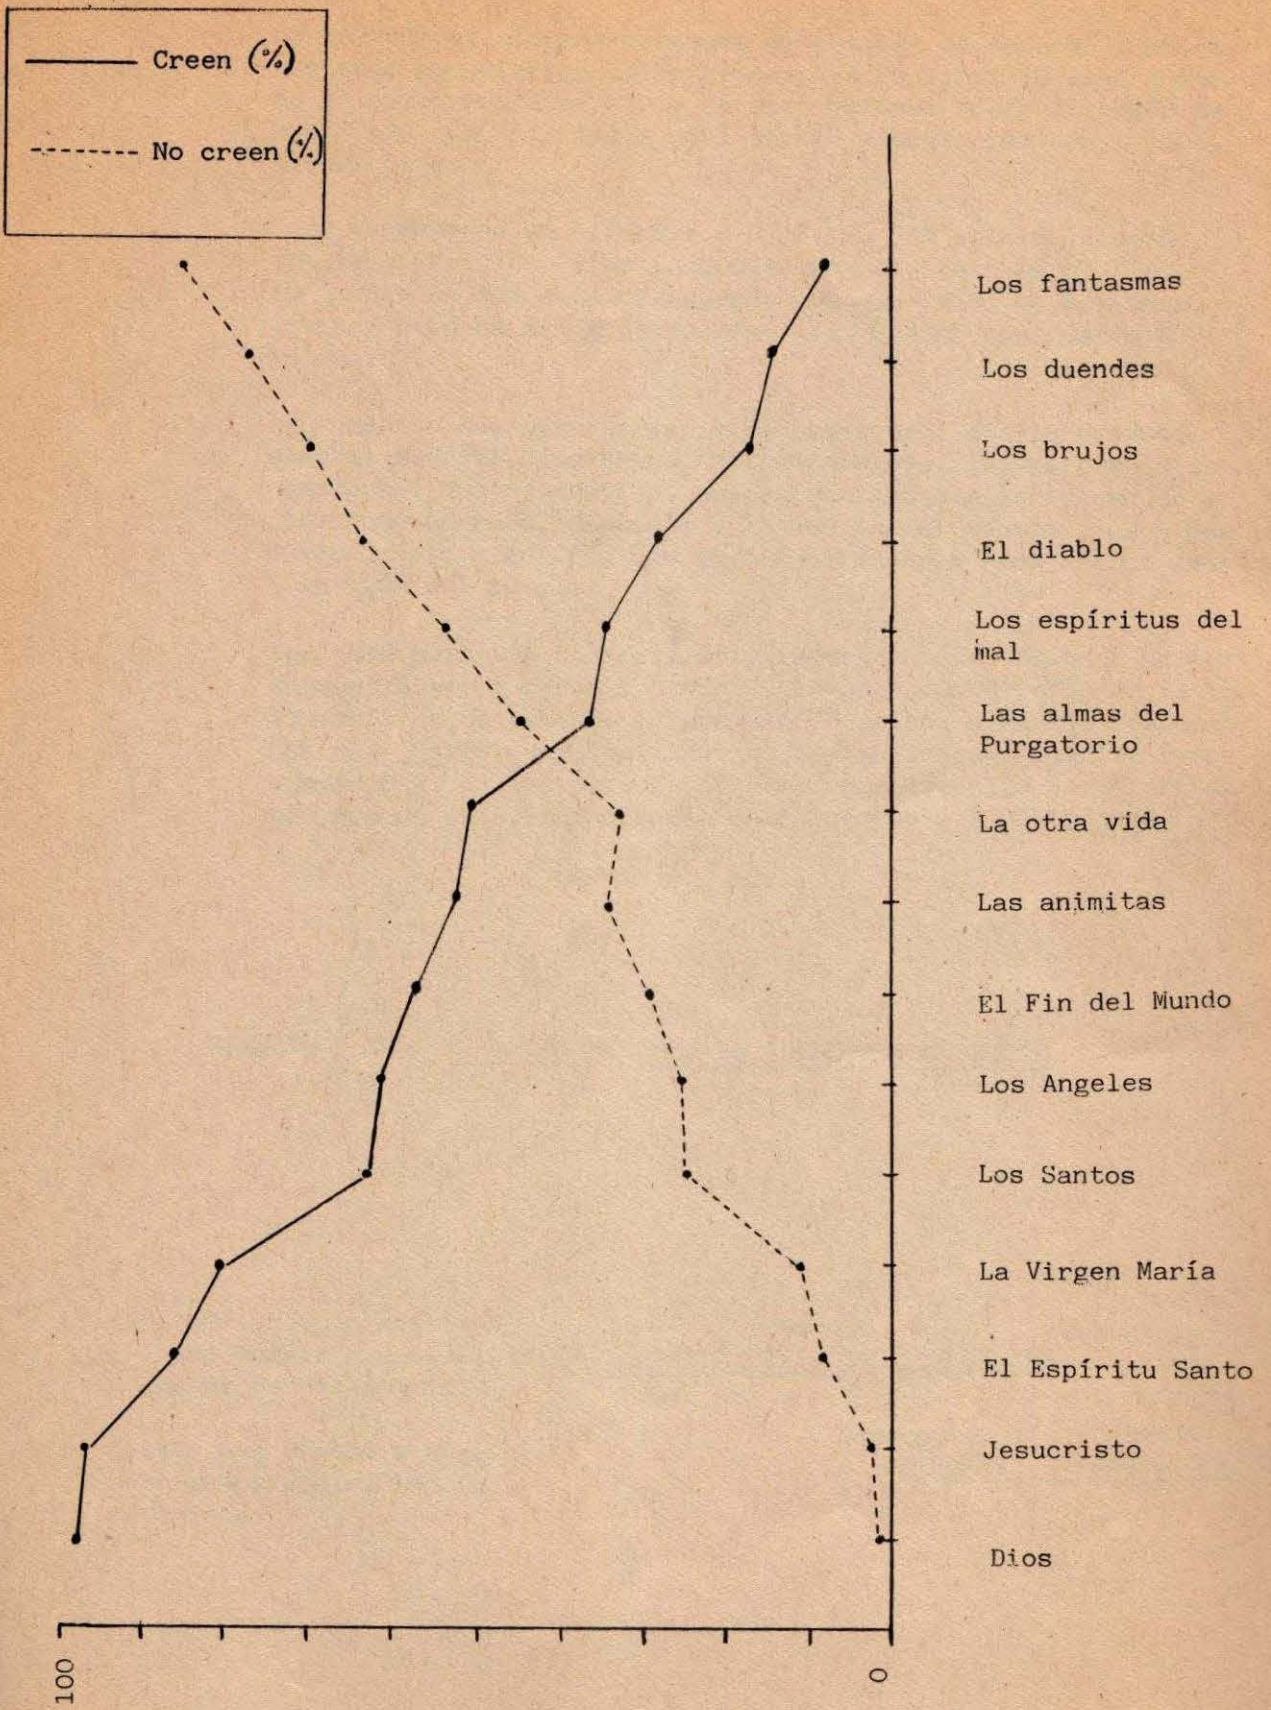 Creen (%)
No creen (%)
Los fantasmas
Los duendes
Los brujos
El diablo
Los espíritus del
mal
Las almas del
Purgatorio
La otra vida
Las animitas
El Fin del Mundo
Los Angeles
Los Santos
La Virgen María
El Espíritu Santo
Jesucristo
Dios
100
0